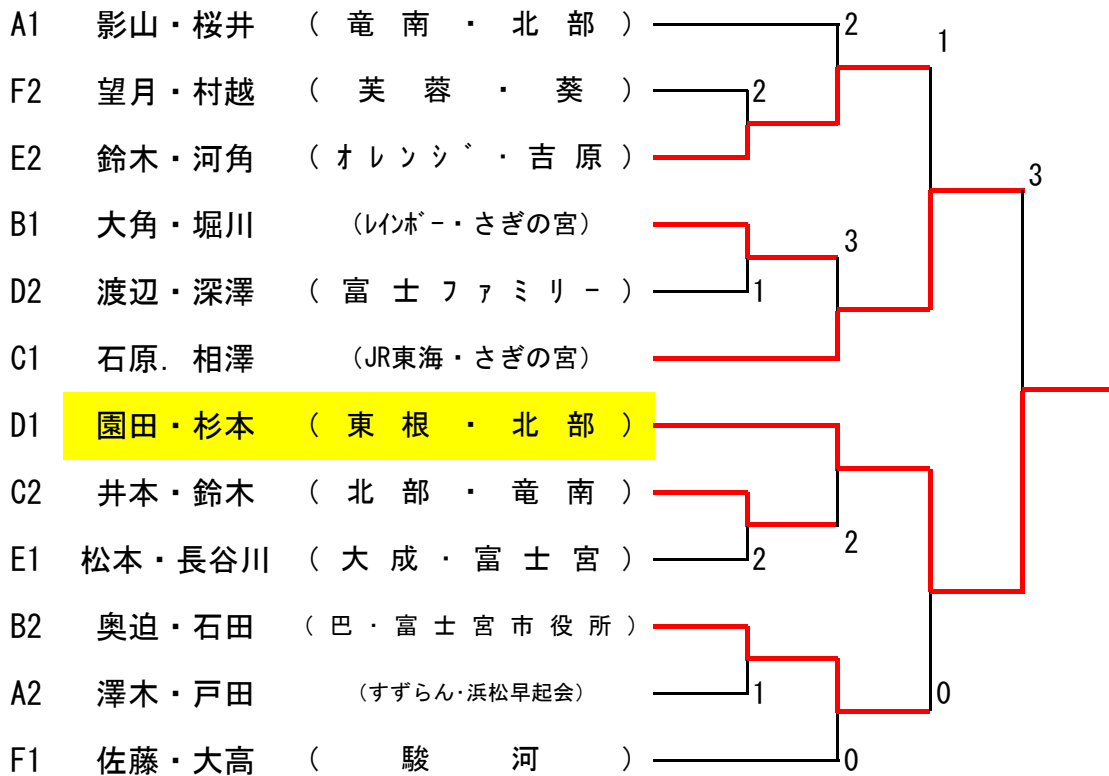 A1 影山・桜井 (竜南・北部) 2
1
F2 望月・村越 (芙蓉・葵) 2
E2 鈴木・河角 (オレンジ・吉原)
3
B1 大角・堀川 (レインボー・さぎの宮)
3
D2 渡辺・深澤 (富士ファミリー) 1
C1 石原. 相澤 (JR東海・さぎの宮)
D1 園田・杉本 (東根・北部)
C2 井本・鈴木 (北部・竜南)
2
E1 松本・長谷川 (大成・富士宮) 2
B2 奥迫・石田 (巴・富士宮市役所)
A2 澤木・戸田 (すずらん・浜松早起会) 1 0
F1 佐藤・大高 (駿河) 0